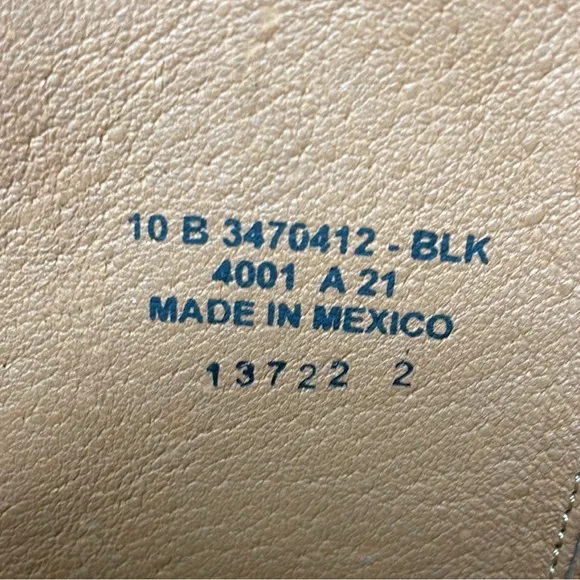 10 B 3470412 - BLK
4001 A 21
MADE IN MEXICO
13722 2